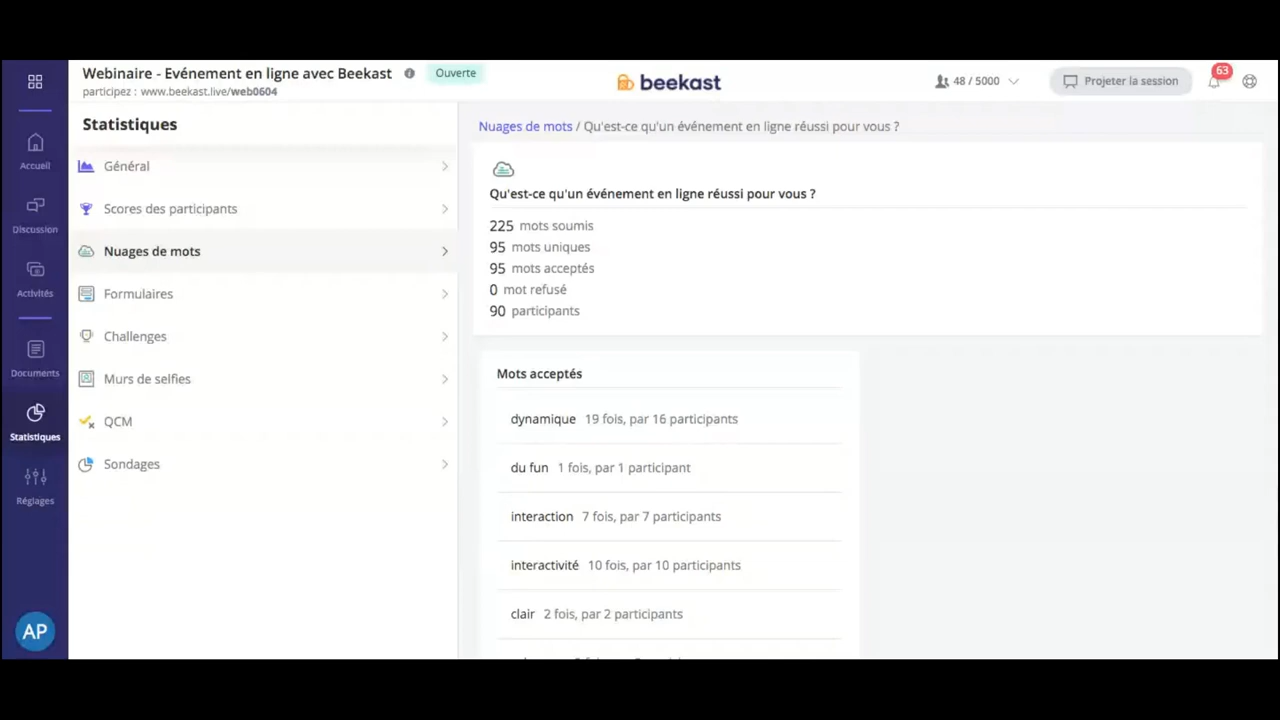 Webinaire - Evénement en ligne avec Beekast
Ouverte
participez : www.beekast.live/web0604
beekast
48 / 5000
Projeter la session
63
Accueil
Discussion
Activités
Documents
Statistiques
Réglages
AP
Statistiques
Général
Scores des participants
Nuages de mots
Formulaires
Challenges
Murs de selfies
QCM
Sondages
Nuages de mots / Qu'est-ce qu'un événement en ligne réussi pour vous ?
Qu'est-ce qu'un événement en ligne réussi pour vous ?
225 mots soumis
95 mots uniques
95 mots acceptés
0 mot refusé
90 participants
Mots acceptés
dynamique 19 fois, par 16 participants
du fun 1 fois, par 1 participant
interaction 7 fois, par 7 participants
interactivité 10 fois, par 10 participants
clair 2 fois, par 2 participants